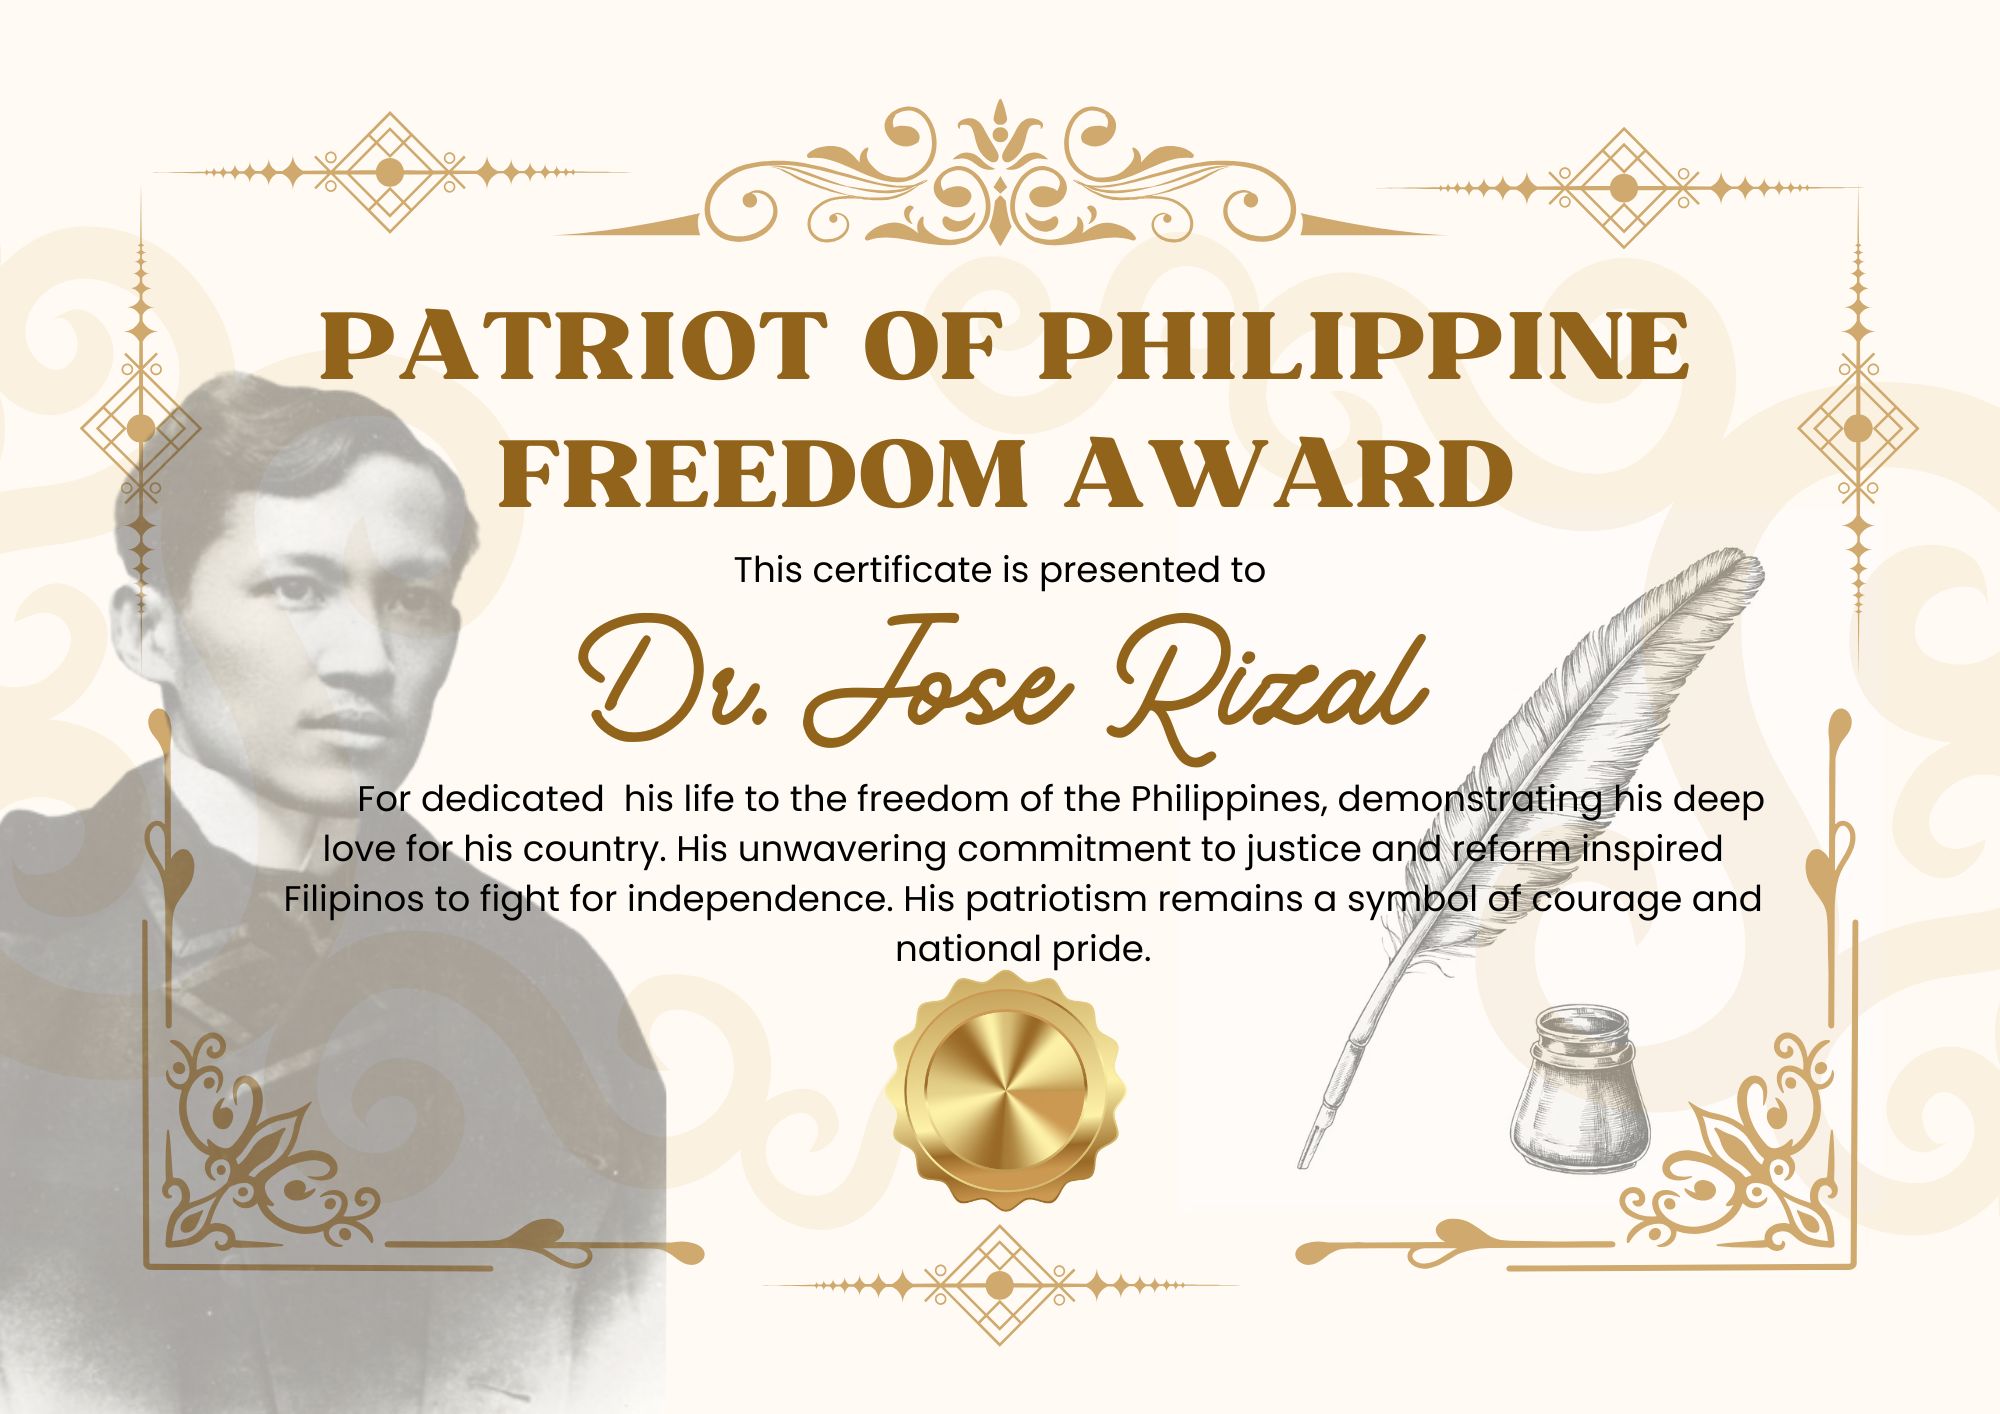 PATRIOT OF PHILIPPINE
FREEDOM AWARD
This certificate is presented to
Dr. Jose Rizal
For dedicated  his life to the freedom of the Philippines, demonstrating his deep
love for his country. His unwavering commitment to justice and reform inspired
Filipinos to fight for independence. His patriotism remains a symbol of courage and
national pride.